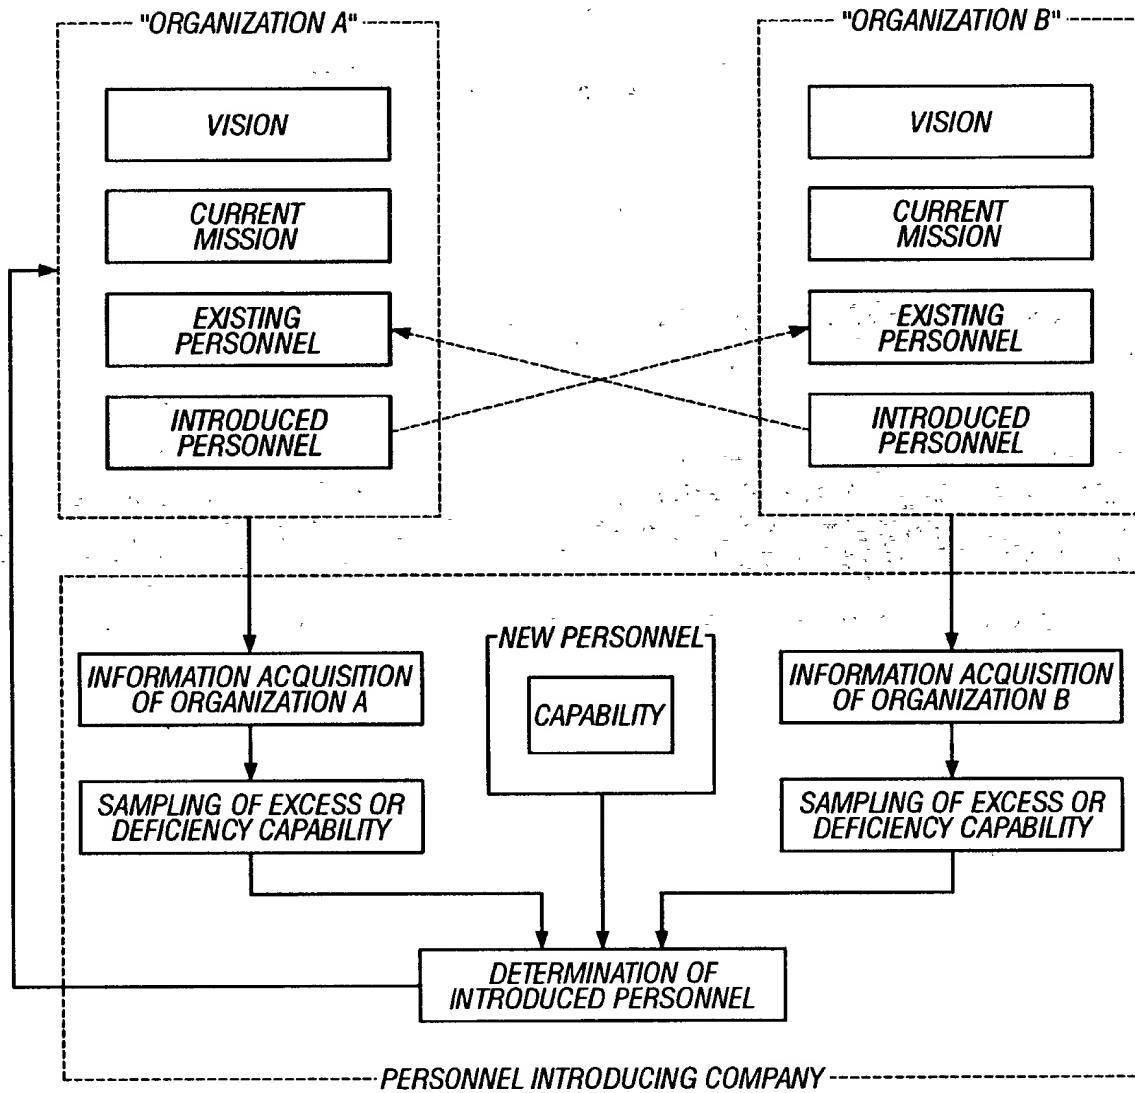 "ORGANIZATION A"
VISION
CURRENT
MISSION
EXISTING
PERSONNEL
INTRODUCED
PERSONNEL
"ORGANIZATION B"
VISION
CURRENT
MISSION
EXISTING
PERSONNEL
INTRODUCED
PERSONNEL
INFORMATION ACQUISITION
OF ORGANIZATION A
SAMPLING OF EXCESS OR
DEFICIENCY CAPABILITY
NEW PERSONNEL
CAPABILITY
INFORMATION ACQUISITION
OF ORGANIZATION B
SAMPLING OF EXCESS OR
DEFICIENCY CAPABILITY
DETERMINATION OF
INTRODUCED PERSONNEL
PERSONNEL INTRODUCING COMPANY